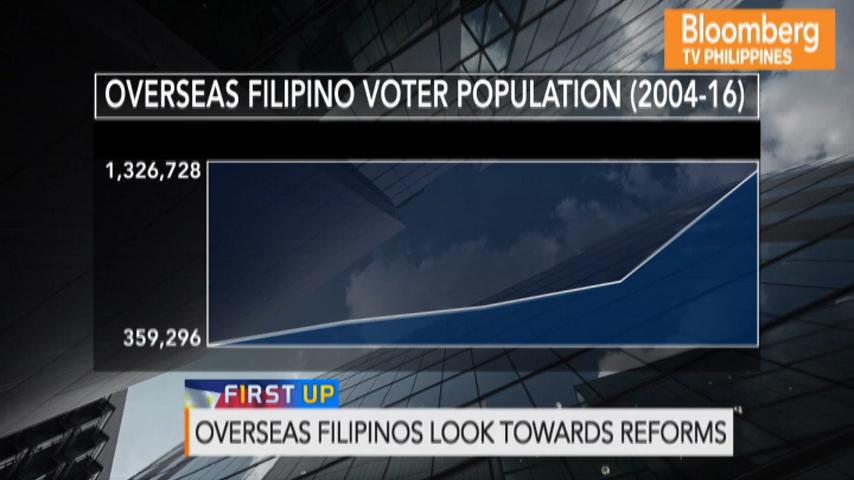 Bloomberg
TV PHILIPPINES
OVERSEAS FILIPINO VOTER POPULATION (2004-16)
1,326,728
359,296
FIRST UP
OVERSEAS FILIPINOS LOOK TOWARDS REFORMS